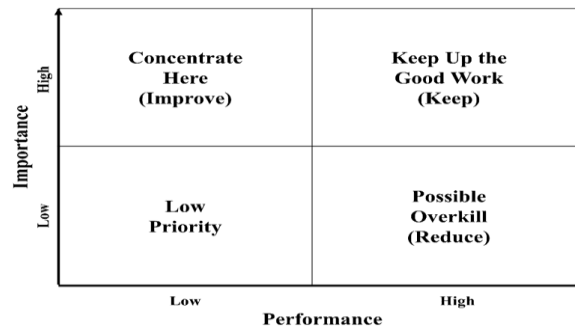 Concentrate
Here
(Improve)
Keep Up the
Good Work
(Keep)
High
Importance
Low
Low
Priority
Possible
Overkill
(Reduce)
Low
High
Performance